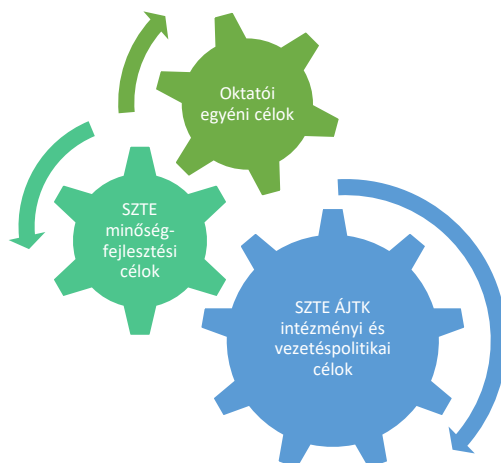 Oktatói
egyéni célok
SZTE
minőség-
fejlesztési
célok
SZTE ÁJTK
intézményi és
vezetéspolitikai
célok